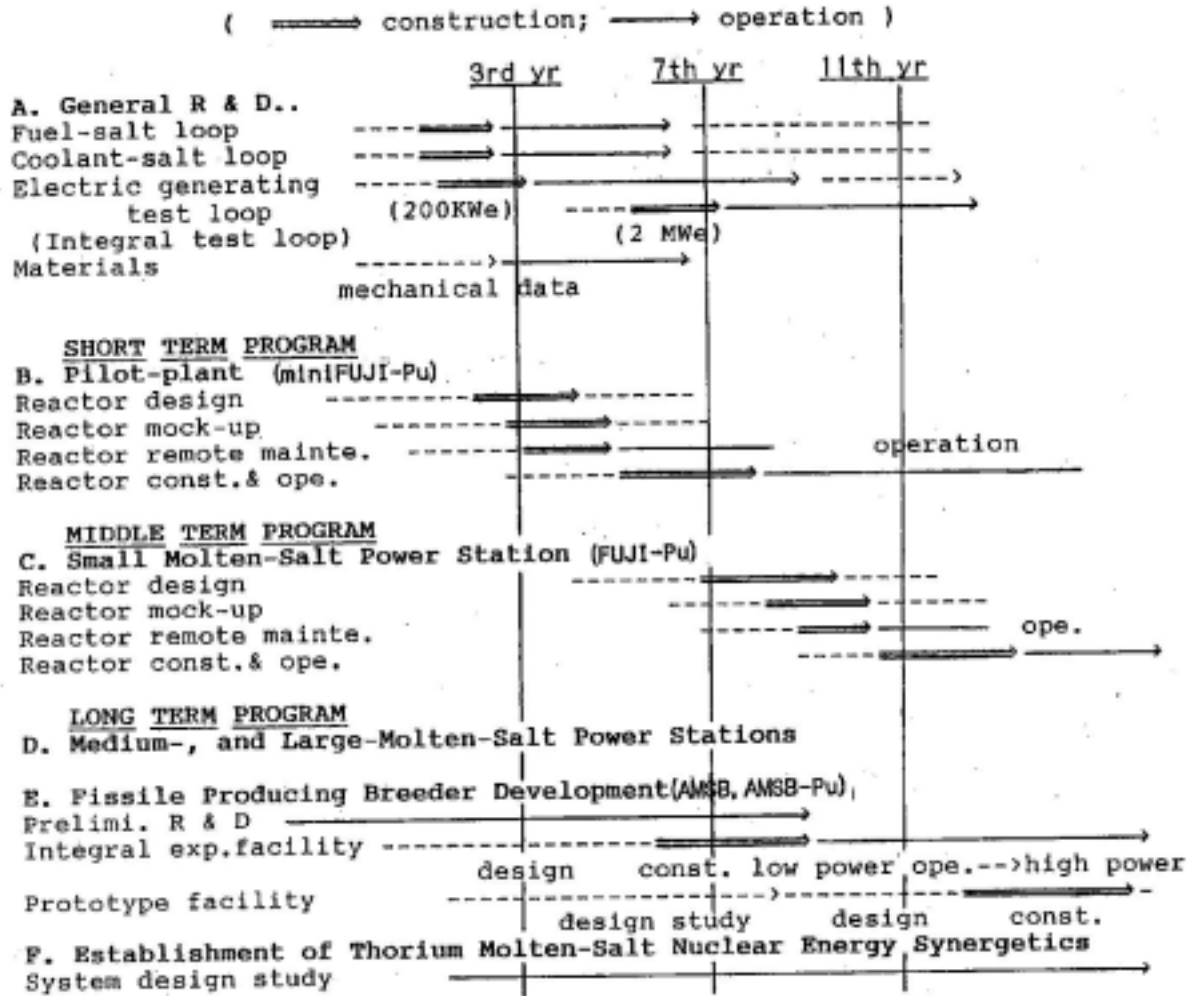 ( construction; operation )
3rd yr 7th yr 11th yr
A. General R & D..
Fuel-salt loop
Coolant-salt loop
Electric generating
test loop (200KWe)
(Integral test loop) (2 MWe)
Materials
mechanical data
SHORT TERM PROGRAM
B. Pilot-plant (miniFUJI-Pu)
Reactor design
Reactor mock-up
Reactor remote mainte. operation
Reactor const.& ope.
MIDDLE TERM PROGRAM
C. Small Molten-Salt Power Station (FUJI-Pu)
Reactor design
Reactor mock-up
Reactor remote mainte. ope.
Reactor const.& ope.
LONG TERM PROGRAM
D. Medium-, and Large-Molten-Salt Power Stations
E. Fissile Producing Breeder Development(AMSB, AMSB-Pu)
Prelimi. R & D
Integral exp.facility
design const. low power ope.--->high power
Prototype facility
design study design const.
F. Establishment of Thorium Molten-Salt Nuclear Energy Synergetics
System design study